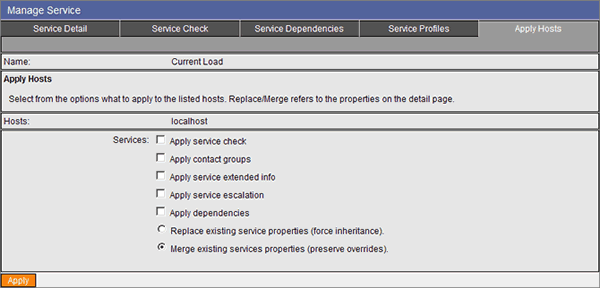 Manage Service
Service Detail Service Check Service Dependencies Service Profiles Apply Hosts
Name: Current Load
Apply Hosts
Select from the options what to apply to the listed hosts. Replace/Merge refers to the properties on the detail page.
Hosts: localhost
Services: Apply service check
Apply contact groups
Apply service extended info
Apply service escalation
Apply dependencies
Replace existing service properties (force inheritance).
Merge existing services properties (preserve overrides).
Apply